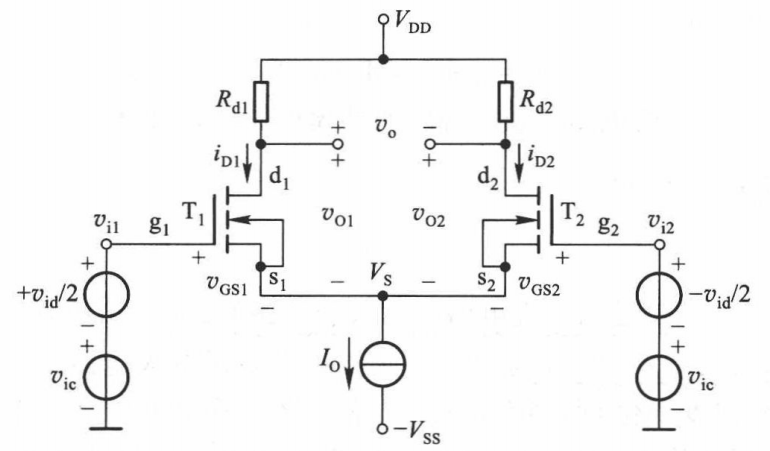 V_DD
R_d1 R_d2
+ v_o −
i_D1 + + i_D2
d_1 d_2
T_1 T_2
v_i1 g_1 v_O1 v_O2 g_2 v_i2
+ +
+ v_GS1 s_1 − V_S − s_2 v_GS2 +
+v_id/2 − − −v_id/2
− −
+ I_O +
v_ic v_ic
− −
−V_SS